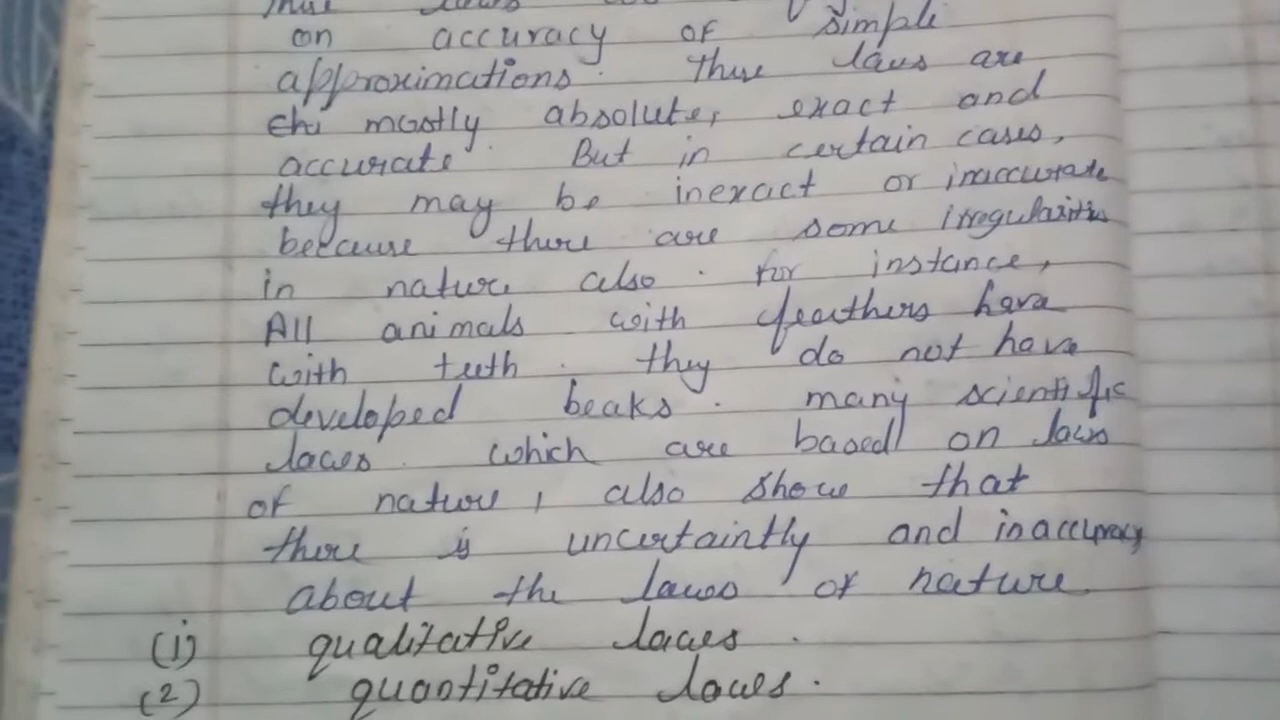 on accuracy of simple
approximations. These laws are
mostly absolute, exact and
accurate. But in certain cases,
they may be inexact or inaccurate
because there are some irregularities
in nature also. For instance,
All animals with feathers have
with teeth. they do not have
developed beaks. many scientific
laws. which are based on laws
of nature, also show that
there is uncertaintly and inaccuracy
about the laws of nature
(1) qualitative laws.
(2) quantitative laws.